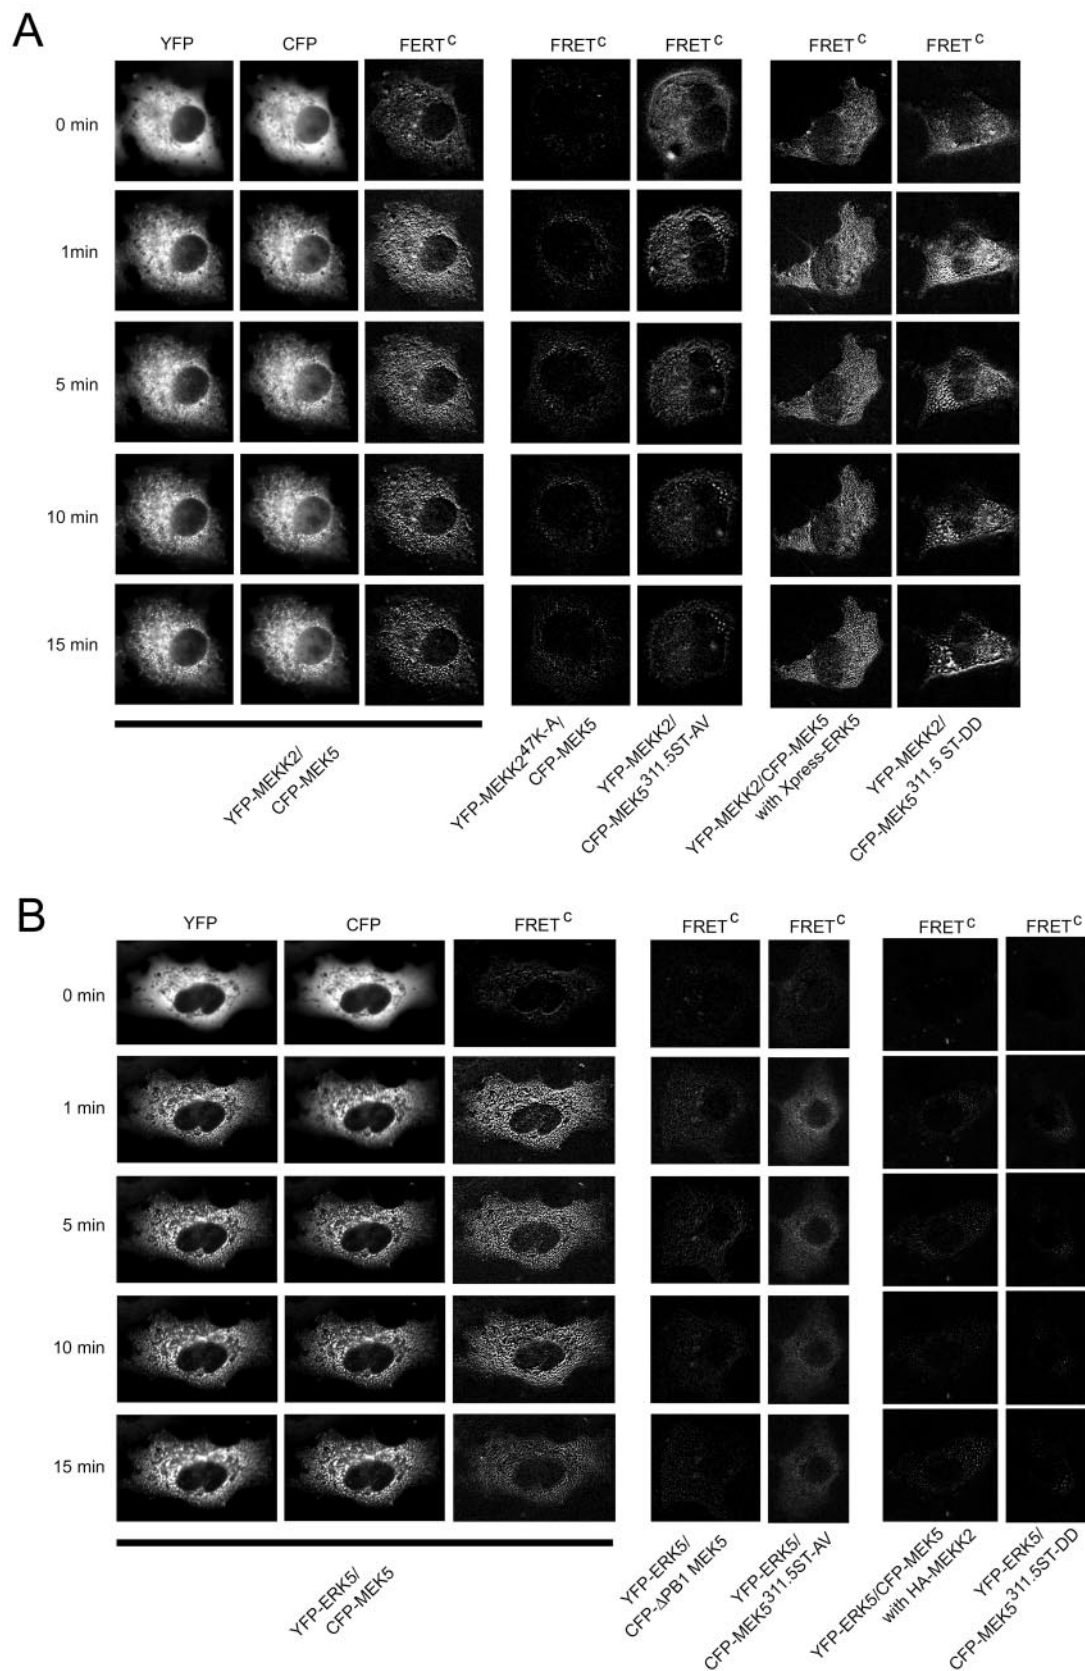 A
YFP CFP FERT C FRET C FRET C FRET C FRET C
0 min
1min
5 min
10 min
15 min
YFP-MEKK2/
CFP-MEK5
YFP-MEKK2 47K-A/
CFP-MEK5
YFP-MEKK2/
CFP-MEK5 311.5ST-AV
YFP-MEKK2/CFP-MEK5
with Xpress-ERK5
YFP-MEKK2/
CFP-MEK5 311.5 ST-DD
B
YFP CFP FRET C FRET C FRET C FRET C FRET C
0 min
1 min
5 min
10 min
15 min
YFP-ERK5/
CFP-MEK5
YFP-ERK5/
CFP-ΔPB1 MEK5
YFP-ERK5/
CFP-MEK5 311.5ST-AV
YFP-ERK5/CFP-MEK5
with HA-MEKK2
YFP-ERK5/
CFP-MEK5 311.5ST-DD